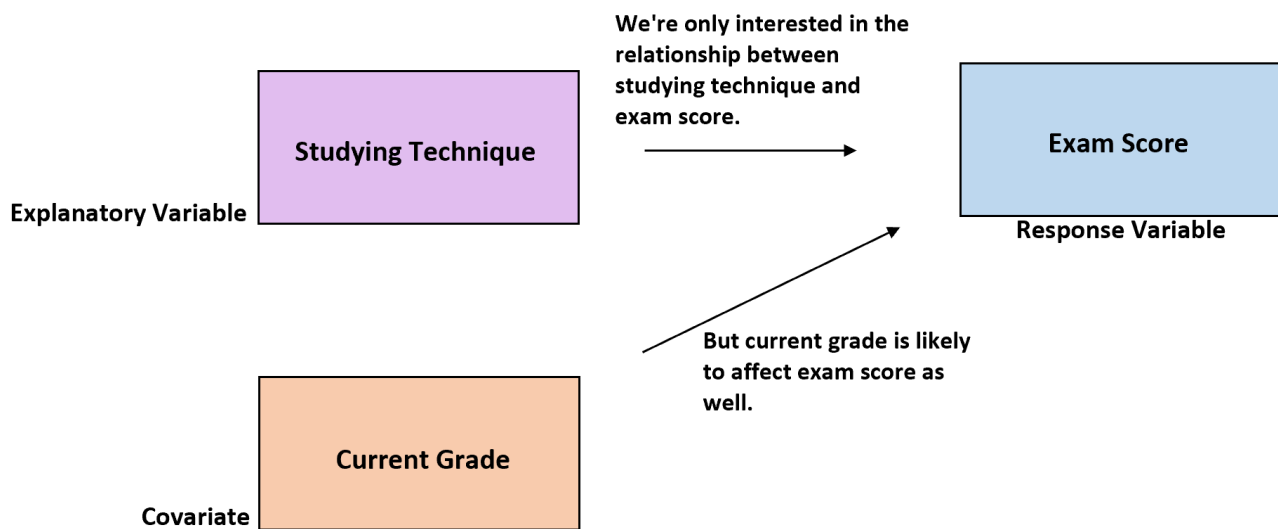 We're only interested in the
relationship between
studying technique and
exam score.
Studying Technique
Exam Score
Explanatory Variable
Response Variable
But current grade is likely
to affect exam score as
well.
Current Grade
Covariate